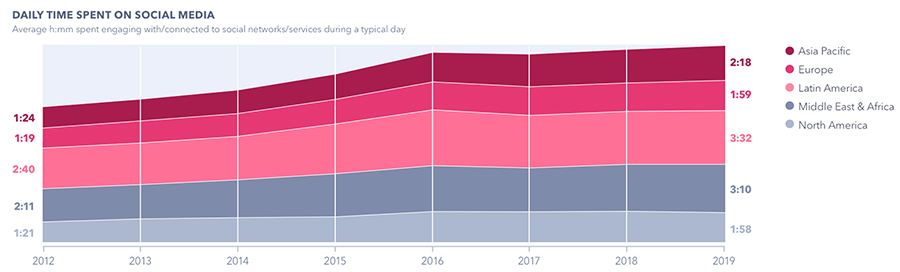 DAILY TIME SPENT ON SOCIAL MEDIA
Average h:mm spent engaging with/connected to social networks/services during a typical day
1:24
1:19
2:40
2:11
1:21
2:18
1:59
3:32
3:10
1:58
Asia Pacific
Europe
Latin America
Middle East & Africa
North America
2012 2013 2014 2015 2016 2017 2018 2019